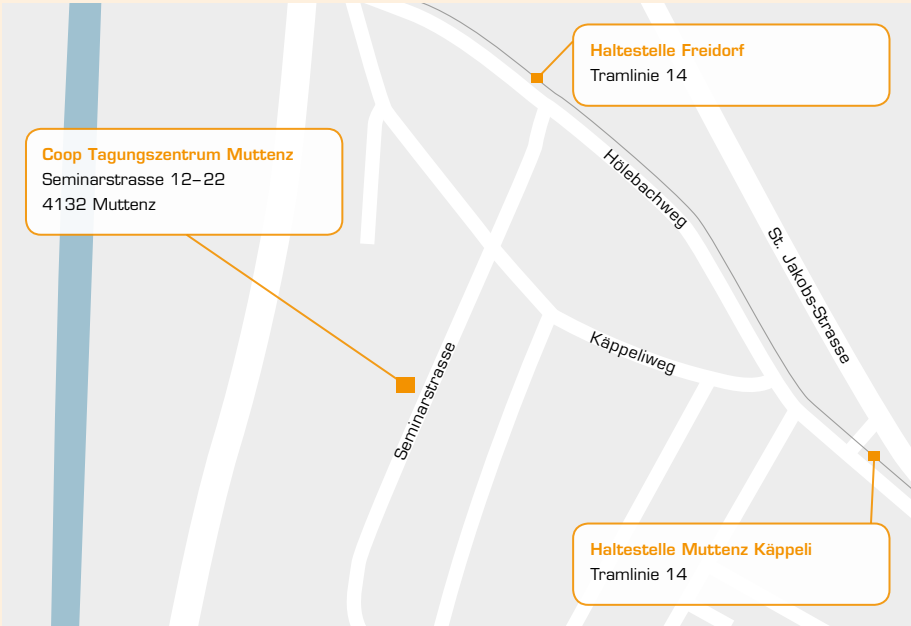 Haltestelle Freidorf
Tramlinie 14
Coop Tagungszentrum Muttenz
Seminarstrasse 12–22
4132 Muttenz
Hölebachweg
St. Jakobs-Strasse
Käppeliweg
Seminarstrasse
Haltestelle Muttenz Käppeli
Tramlinie 14